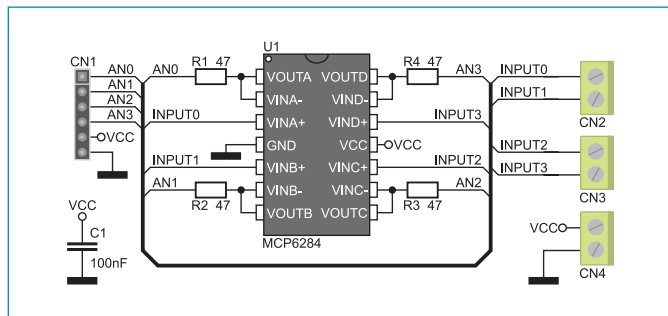 U1
CN1
AN0
AN1
AN2
AN3
VCC
AN0
R1 47
VOUTA
VINA-
INPUT0
VINA+
GND
INPUT1
VINB+
AN1
VINB-
R2 47
VOUTB
MCP6284
VOUTD
R4 47
AN3
VIND-
VIND+
INPUT3
VCC
VCC
VINC+
INPUT2
VINC-
AN2
VOUTC
R3 47
INPUT0
INPUT1
CN2
INPUT2
INPUT3
CN3
VCC
CN4
VCC
C1
100nF